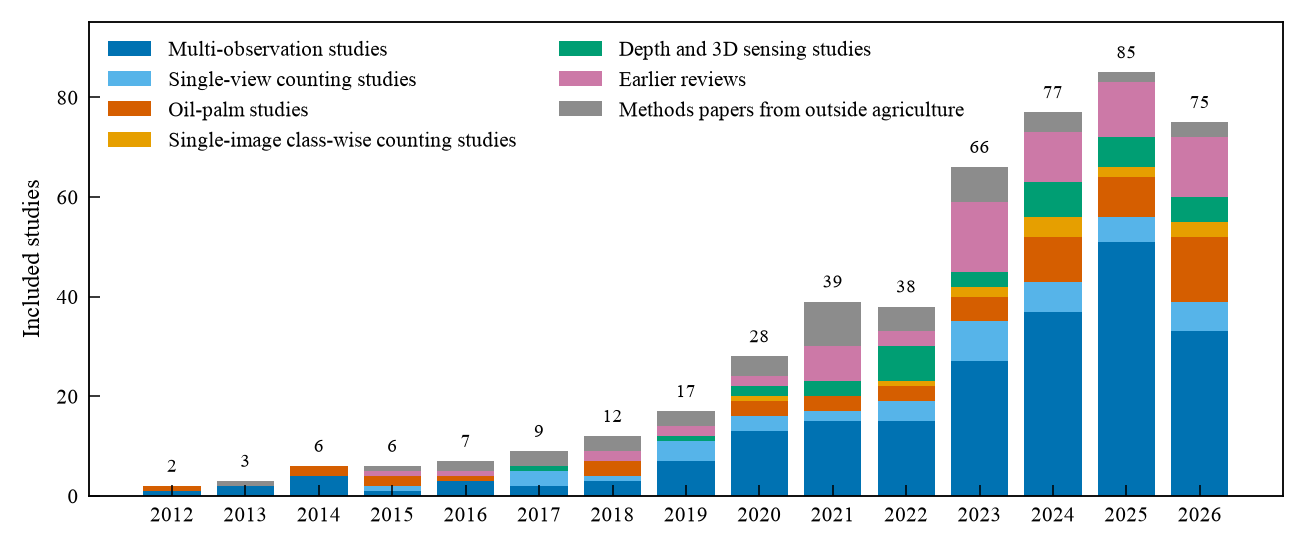 Multi-observation studies
Single-view counting studies
Oil-palm studies
Single-image class-wise counting studies
Depth and 3D sensing studies
Earlier reviews
Methods papers from outside agriculture
Included studies
80
60
40
20
0
2 3 6 6 7 9 12 17 28 39 38 66 77 85 75
2012 2013 2014 2015 2016 2017 2018 2019 2020 2021 2022 2023 2024 2025 2026